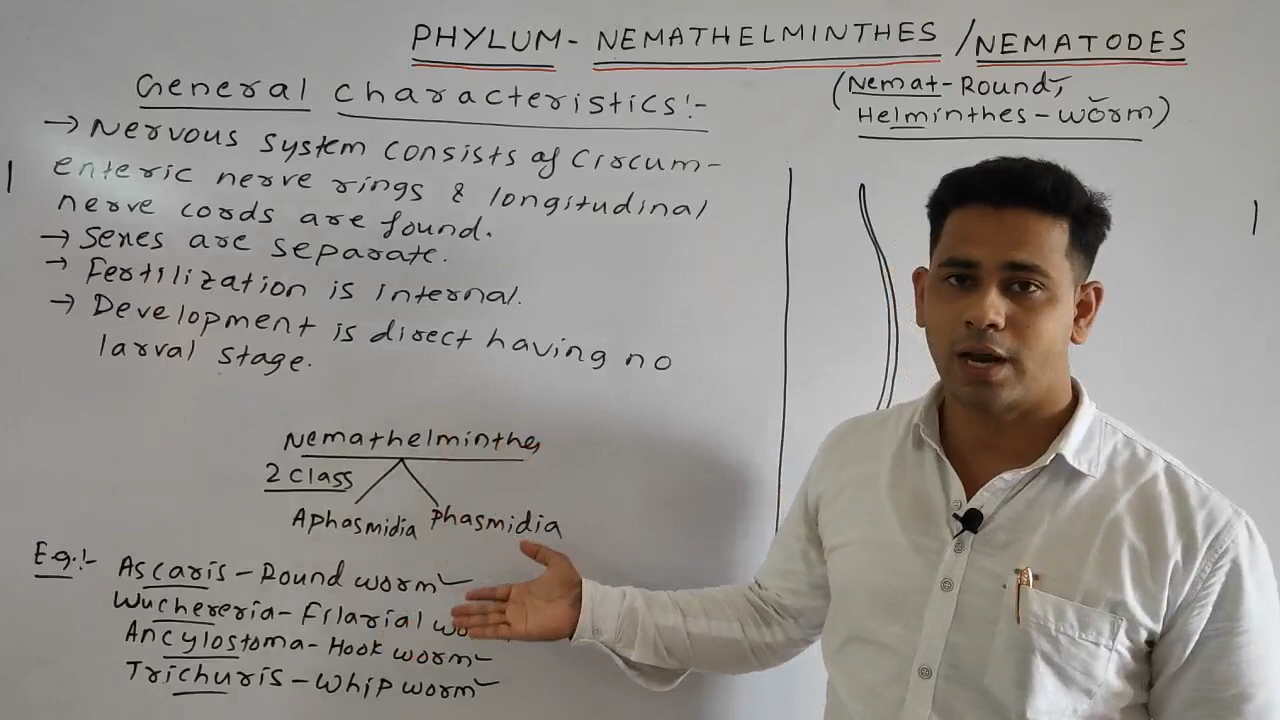 PHYLUM- NEMATHELMINTHES / NEMATODES
(Nemat-Round,
Helminthes-worm)
General characteristics:-
→ Nervous system consists of circum-
enteric nerve rings & longitudinal
nerve cords are found.
→ Sexes are separate.
→ Fertilization is internal.
→ Development is direct having no
larval stage.
Nemathelminthes
2 class
Aphasmidia Phasmidia
Eg:- Ascaris - Round worm
Wuchereria - Filarial
Ancylostoma - Hook worm
Trichuris - Whip worm